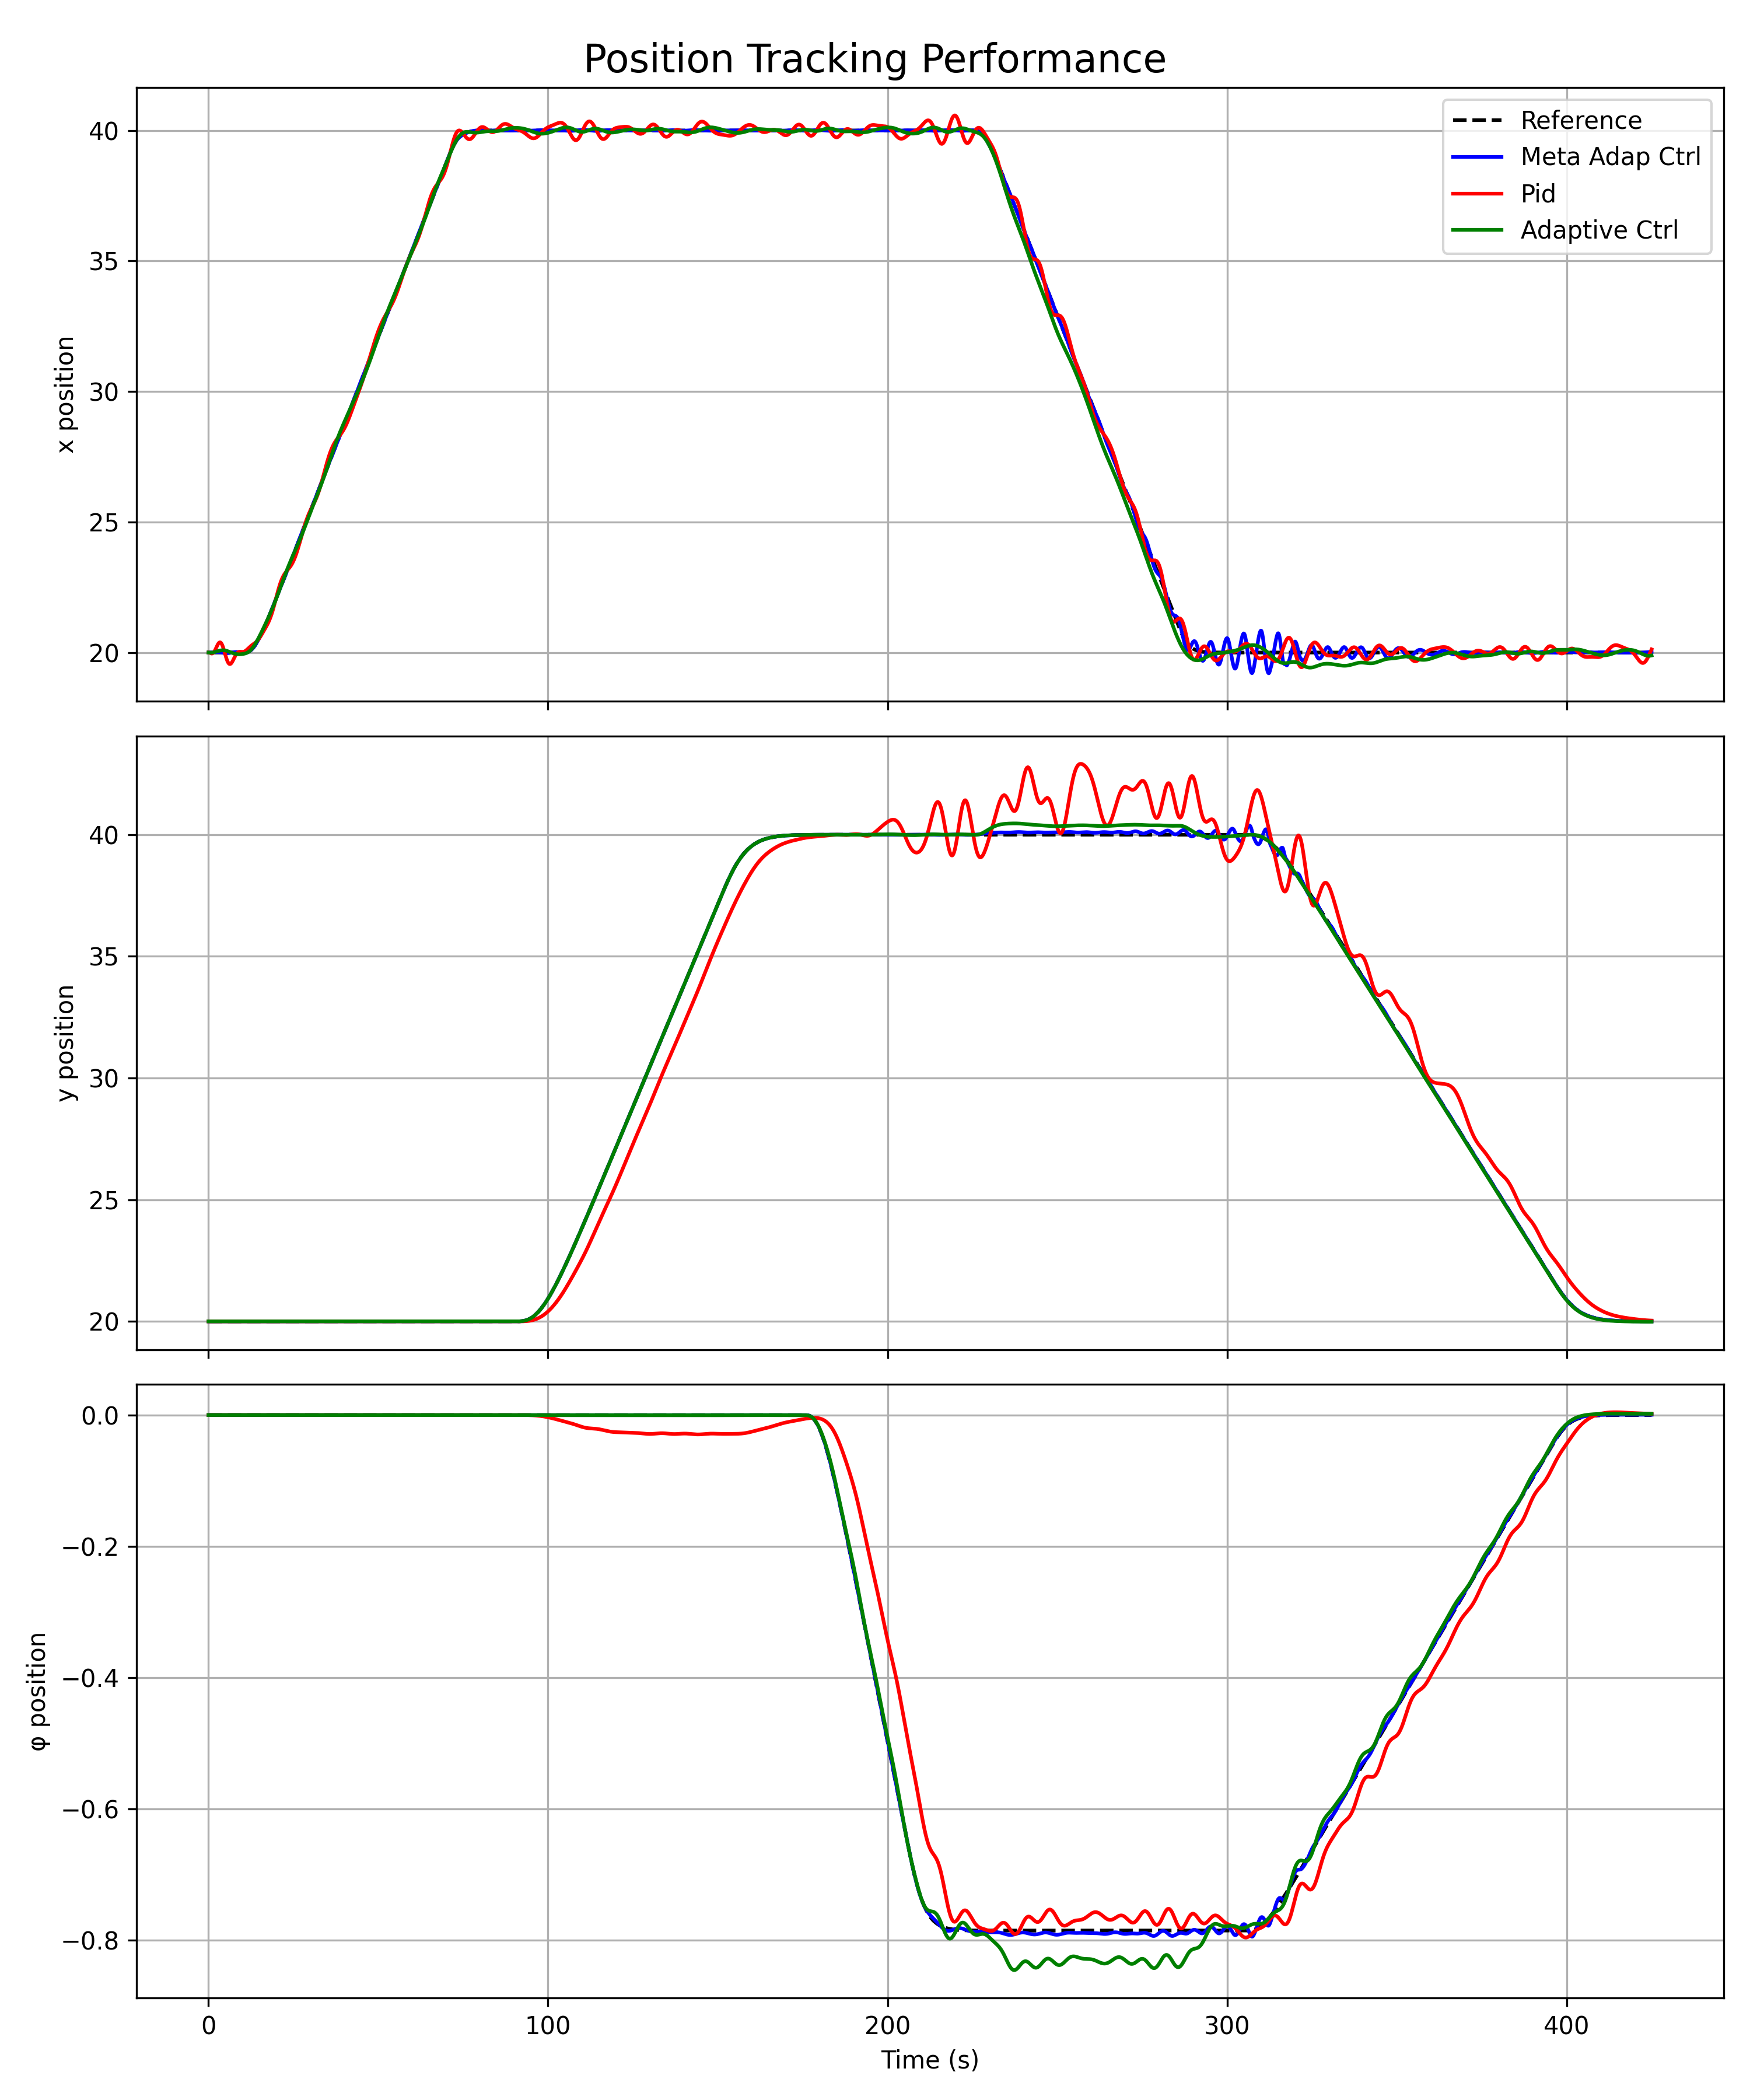 Position Tracking Performance
Reference
Meta Adap Ctrl
Pid
Adaptive Ctrl
x position
40
35
30
25
20
y position
40
35
30
25
20
φ position
0.0
−0.2
−0.4
−0.6
−0.8
0 100 200 300 400
Time (s)